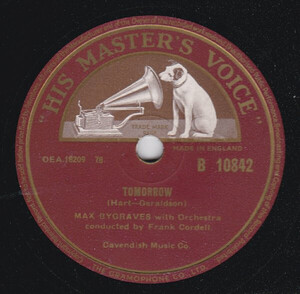 "HIS MASTER'S VOICE"
TRADE MARK
MADE IN ENGLAND
OEA.18206 78
B 10842
TOMORROW
(Hart—Geraldson)
MAX BYGRAVES with Orchestra
conducted by Frank Cordell
Cavendish Music Co.
THE GRAMOPHONE CO. LTD.